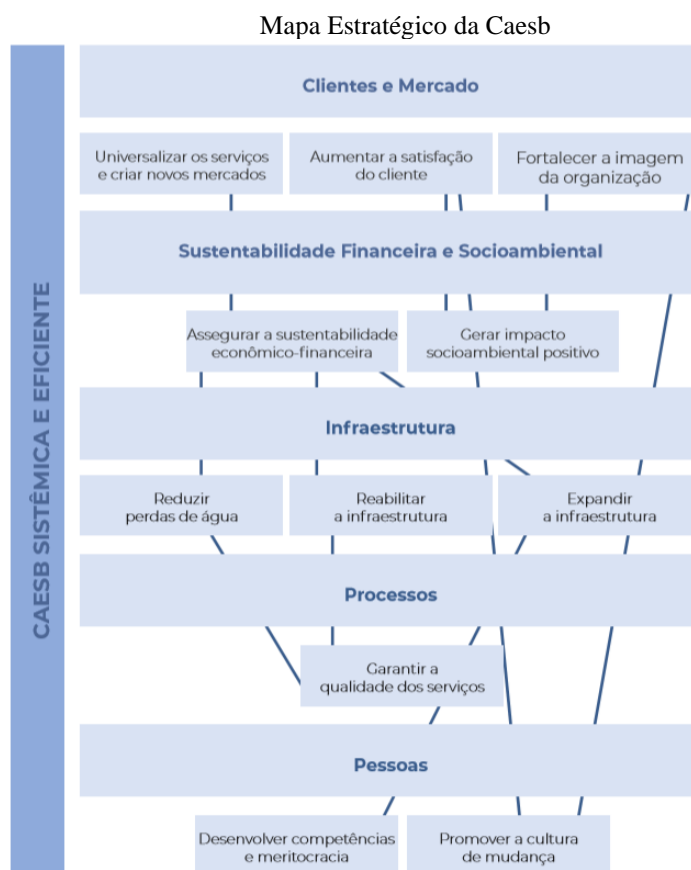 Mapa Estratégico da Caesb
CAESB SISTÊMICA E EFICIENTE
Clientes e Mercado
Universalizar os serviços
e criar novos mercados
Aumentar a satisfação
do cliente
Fortalecer a imagem
da organização
Sustentabilidade Financeira e Socioambiental
Assegurar a sustentabilidade
econômico-financeira
Gerar impacto
socioambiental positivo
Infraestrutura
Reduzir
perdas de água
Reabilitar
a infraestrutura
Expandir
a infraestrutura
Processos
Garantir a
qualidade dos serviços
Pessoas
Desenvolver competências
e meritocracia
Promover a cultura
de mudança